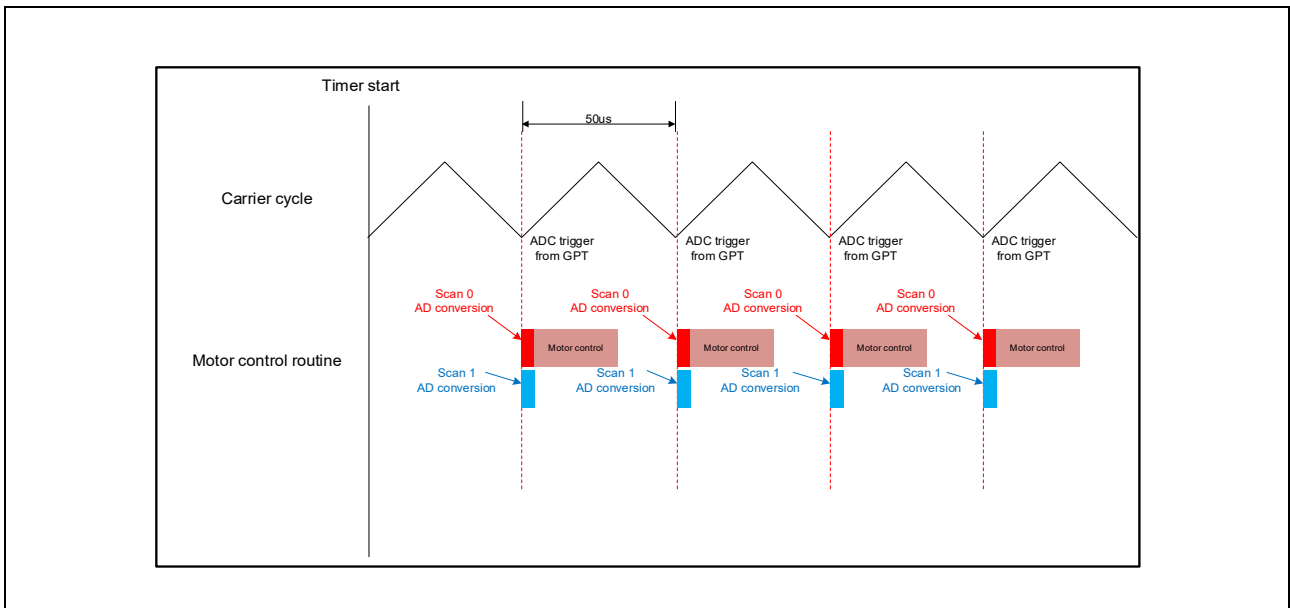 Timer start
50us
Carrier cycle
ADC trigger
from GPT
ADC trigger
from GPT
ADC trigger
from GPT
ADC trigger
from GPT
Scan 0
AD conversion
Scan 0
AD conversion
Scan 0
AD conversion
Scan 0
AD conversion
Motor control routine
Motor control
Motor control
Motor control
Motor control
Scan 1
AD conversion
Scan 1
AD conversion
Scan 1
AD conversion
Scan 1
AD conversion